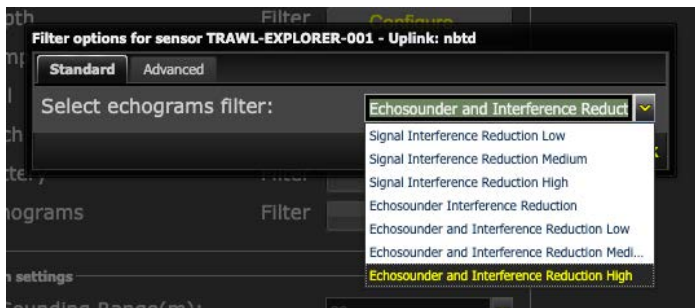 Filter
Configure
Filter options for sensor TRAWL-EXPLORER-001 - Uplink: nbtd
Standard Advanced
Select echograms filter: Echosounder and Interference Reduct
Signal Interference Reduction Low
Signal Interference Reduction Medium
Signal Interference Reduction High
Echosounder Interference Reduction
Echosounder and Interference Reduction Low
Echosounder and Interference Reduction Medi...
Echosounder and Interference Reduction High
ograms Filter
settings